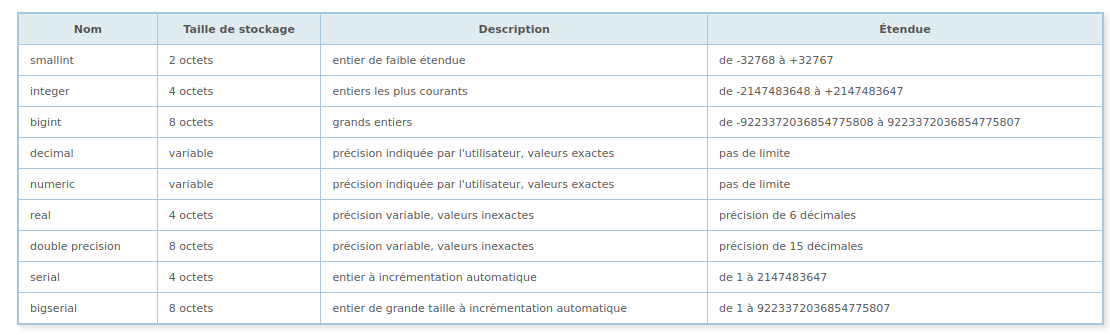 Nom Taille de stockage Description Étendue
smallint 2 octets entier de faible étendue de -32768 à +32767
integer 4 octets entiers les plus courants de -2147483648 à +2147483647
bigint 8 octets grands entiers de -9223372036854775808 à 9223372036854775807
decimal variable précision indiquée par l'utilisateur, valeurs exactes pas de limite
numeric variable précision indiquée par l'utilisateur, valeurs exactes pas de limite
real 4 octets précision variable, valeurs inexactes précision de 6 décimales
double precision 8 octets précision variable, valeurs inexactes précision de 15 décimales
serial 4 octets entier à incrémentation automatique de 1 à 2147483647
bigserial 8 octets entier de grande taille à incrémentation automatique de 1 à 9223372036854775807